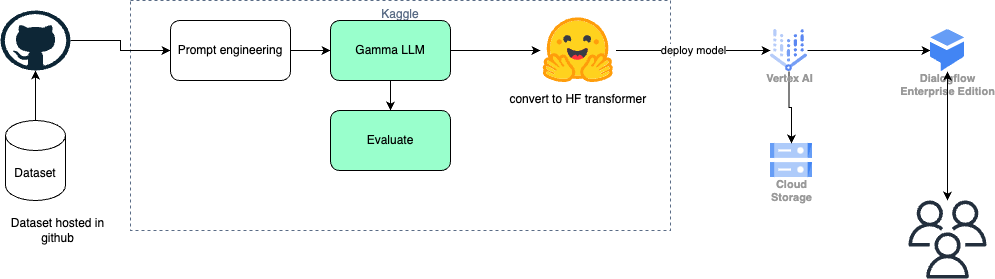 Kaggle
Prompt engineering
Gamma LLM
deploy model
Vertex AI
Dialogflow
Enterprise Edition
convert to HF transformer
Evaluate
Dataset
Cloud
Storage
Dataset hosted in
github